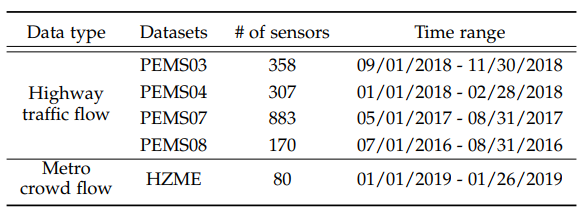 Data type Datasets # of sensors Time range
PEMS03 358 09/01/2018 - 11/30/2018
Highway PEMS04 307 01/01/2018 - 02/28/2018
traffic flow PEMS07 883 05/01/2017 - 08/31/2017
PEMS08 170 07/01/2016 - 08/31/2016
Metro
crowd flow HZME 80 01/01/2019 - 01/26/2019